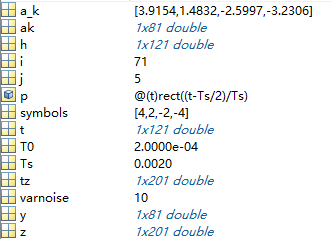 a_k [3.9154,1.4832,-2.5997,-3.2306]
ak 1x81 double
h 1x121 double
i 71
j 5
p @(t)rect((t-Ts/2)/Ts)
symbols [4,2,-2,-4]
t 1x121 double
T0 2.0000e-04
Ts 0.0020
tz 1x201 double
varnoise 10
y 1x81 double
z 1x201 double